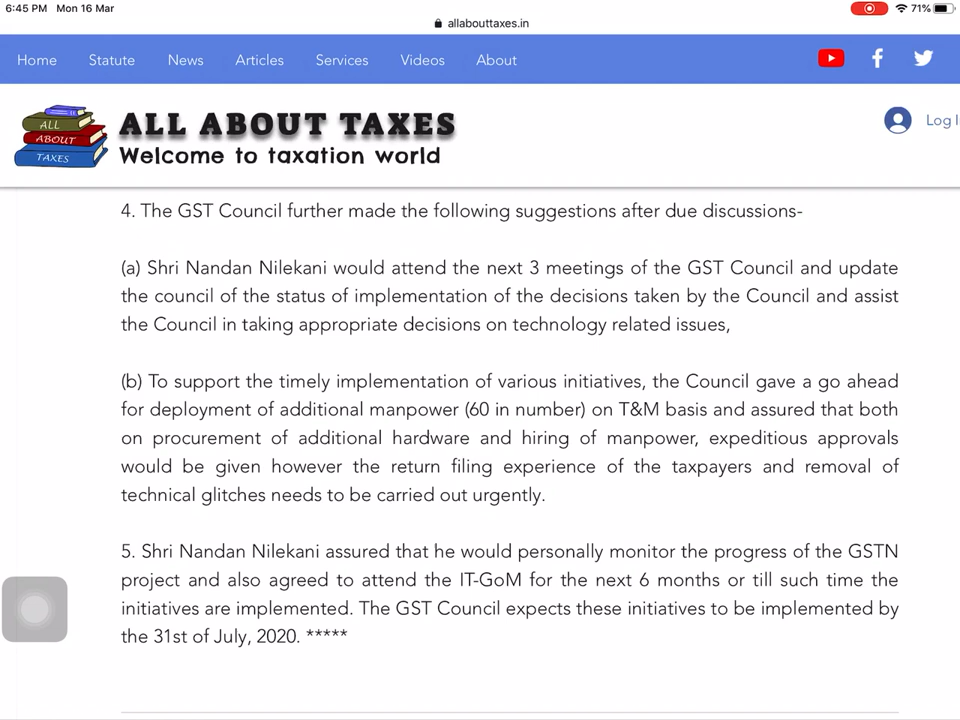 6:45 PM Mon 16 Mar
71%
allabouttaxes.in
Home Statute News Articles Services Videos About
ALL
ABOUT
TAXES
ALL ABOUT TAXES
Welcome to taxation world
Log I
4. The GST Council further made the following suggestions after due discussions-
(a) Shri Nandan Nilekani would attend the next 3 meetings of the GST Council and update
the council of the status of implementation of the decisions taken by the Council and assist
the Council in taking appropriate decisions on technology related issues,
(b) To support the timely implementation of various initiatives, the Council gave a go ahead
for deployment of additional manpower (60 in number) on T&M basis and assured that both
on procurement of additional hardware and hiring of manpower, expeditious approvals
would be given however the return filing experience of the taxpayers and removal of
technical glitches needs to be carried out urgently.
5. Shri Nandan Nilekani assured that he would personally monitor the progress of the GSTN
project and also agreed to attend the IT-GoM for the next 6 months or till such time the
initiatives are implemented. The GST Council expects these initiatives to be implemented by
the 31st of July, 2020. *****